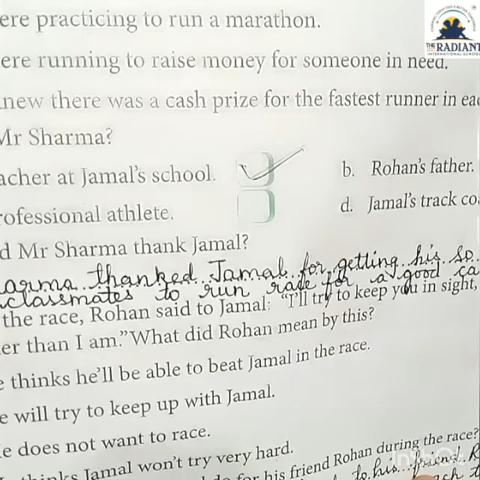 ere practicing to run a marathon.
THE RADIANT
INTERNATIONAL SCHOOL
ere running to raise money for someone in need.
new there was a cash prize for the fastest runner in ea
Mr Sharma?
acher at Jamal's school.
b. Rohan's father.
rofessional athlete.
d. Jamal's track co
d Mr Sharma thank Jamal?
arma thanked Jamal for getting his so
classmates to run race for a good ca
the race, Rohan said to Jamal: "I'll try to keep you in sight,
er than I am." What did Rohan mean by this?
e thinks he'll be able to beat Jamal in the race.
e will try to keep up with Jamal.
e does not want to race.
thinks Jamal won't try very hard.
for his friend Rohan during the race?
to his friend R